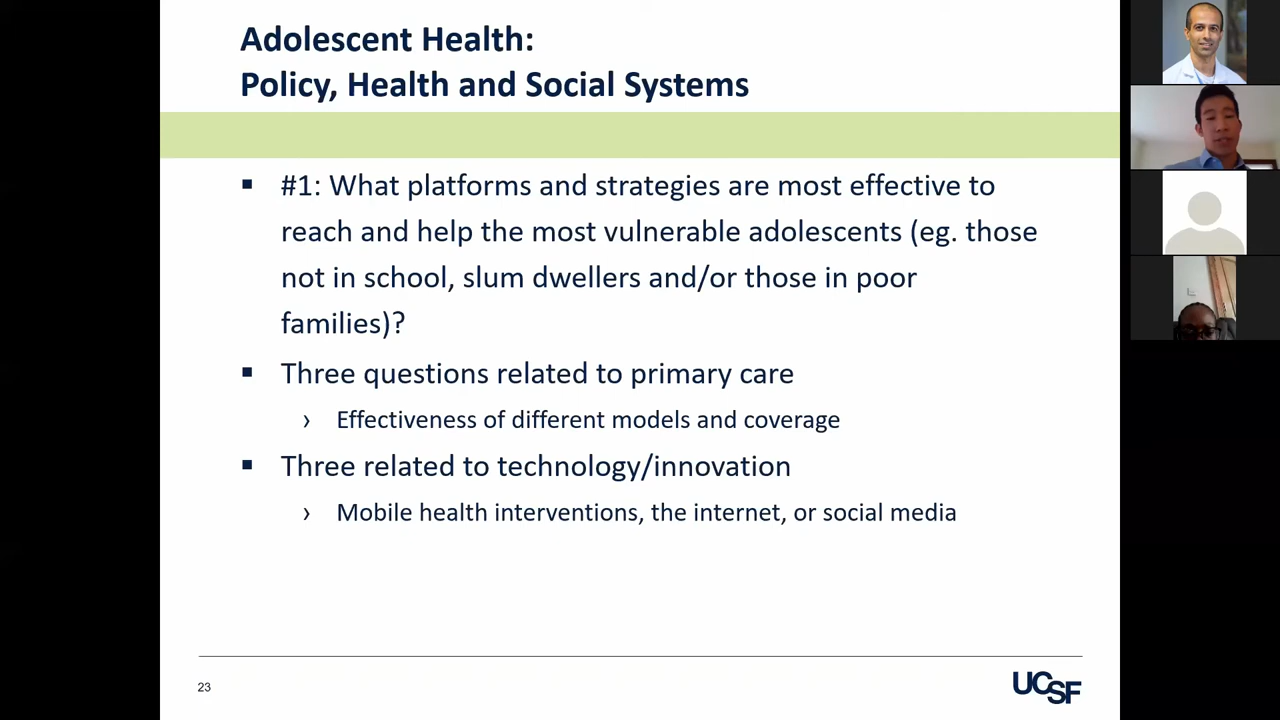 Adolescent Health:
Policy, Health and Social Systems
▪ #1: What platforms and strategies are most effective to
reach and help the most vulnerable adolescents (eg. those
not in school, slum dwellers and/or those in poor
families)?
▪ Three questions related to primary care
› Effectiveness of different models and coverage
▪ Three related to technology/innovation
› Mobile health interventions, the internet, or social media
23
UCSF